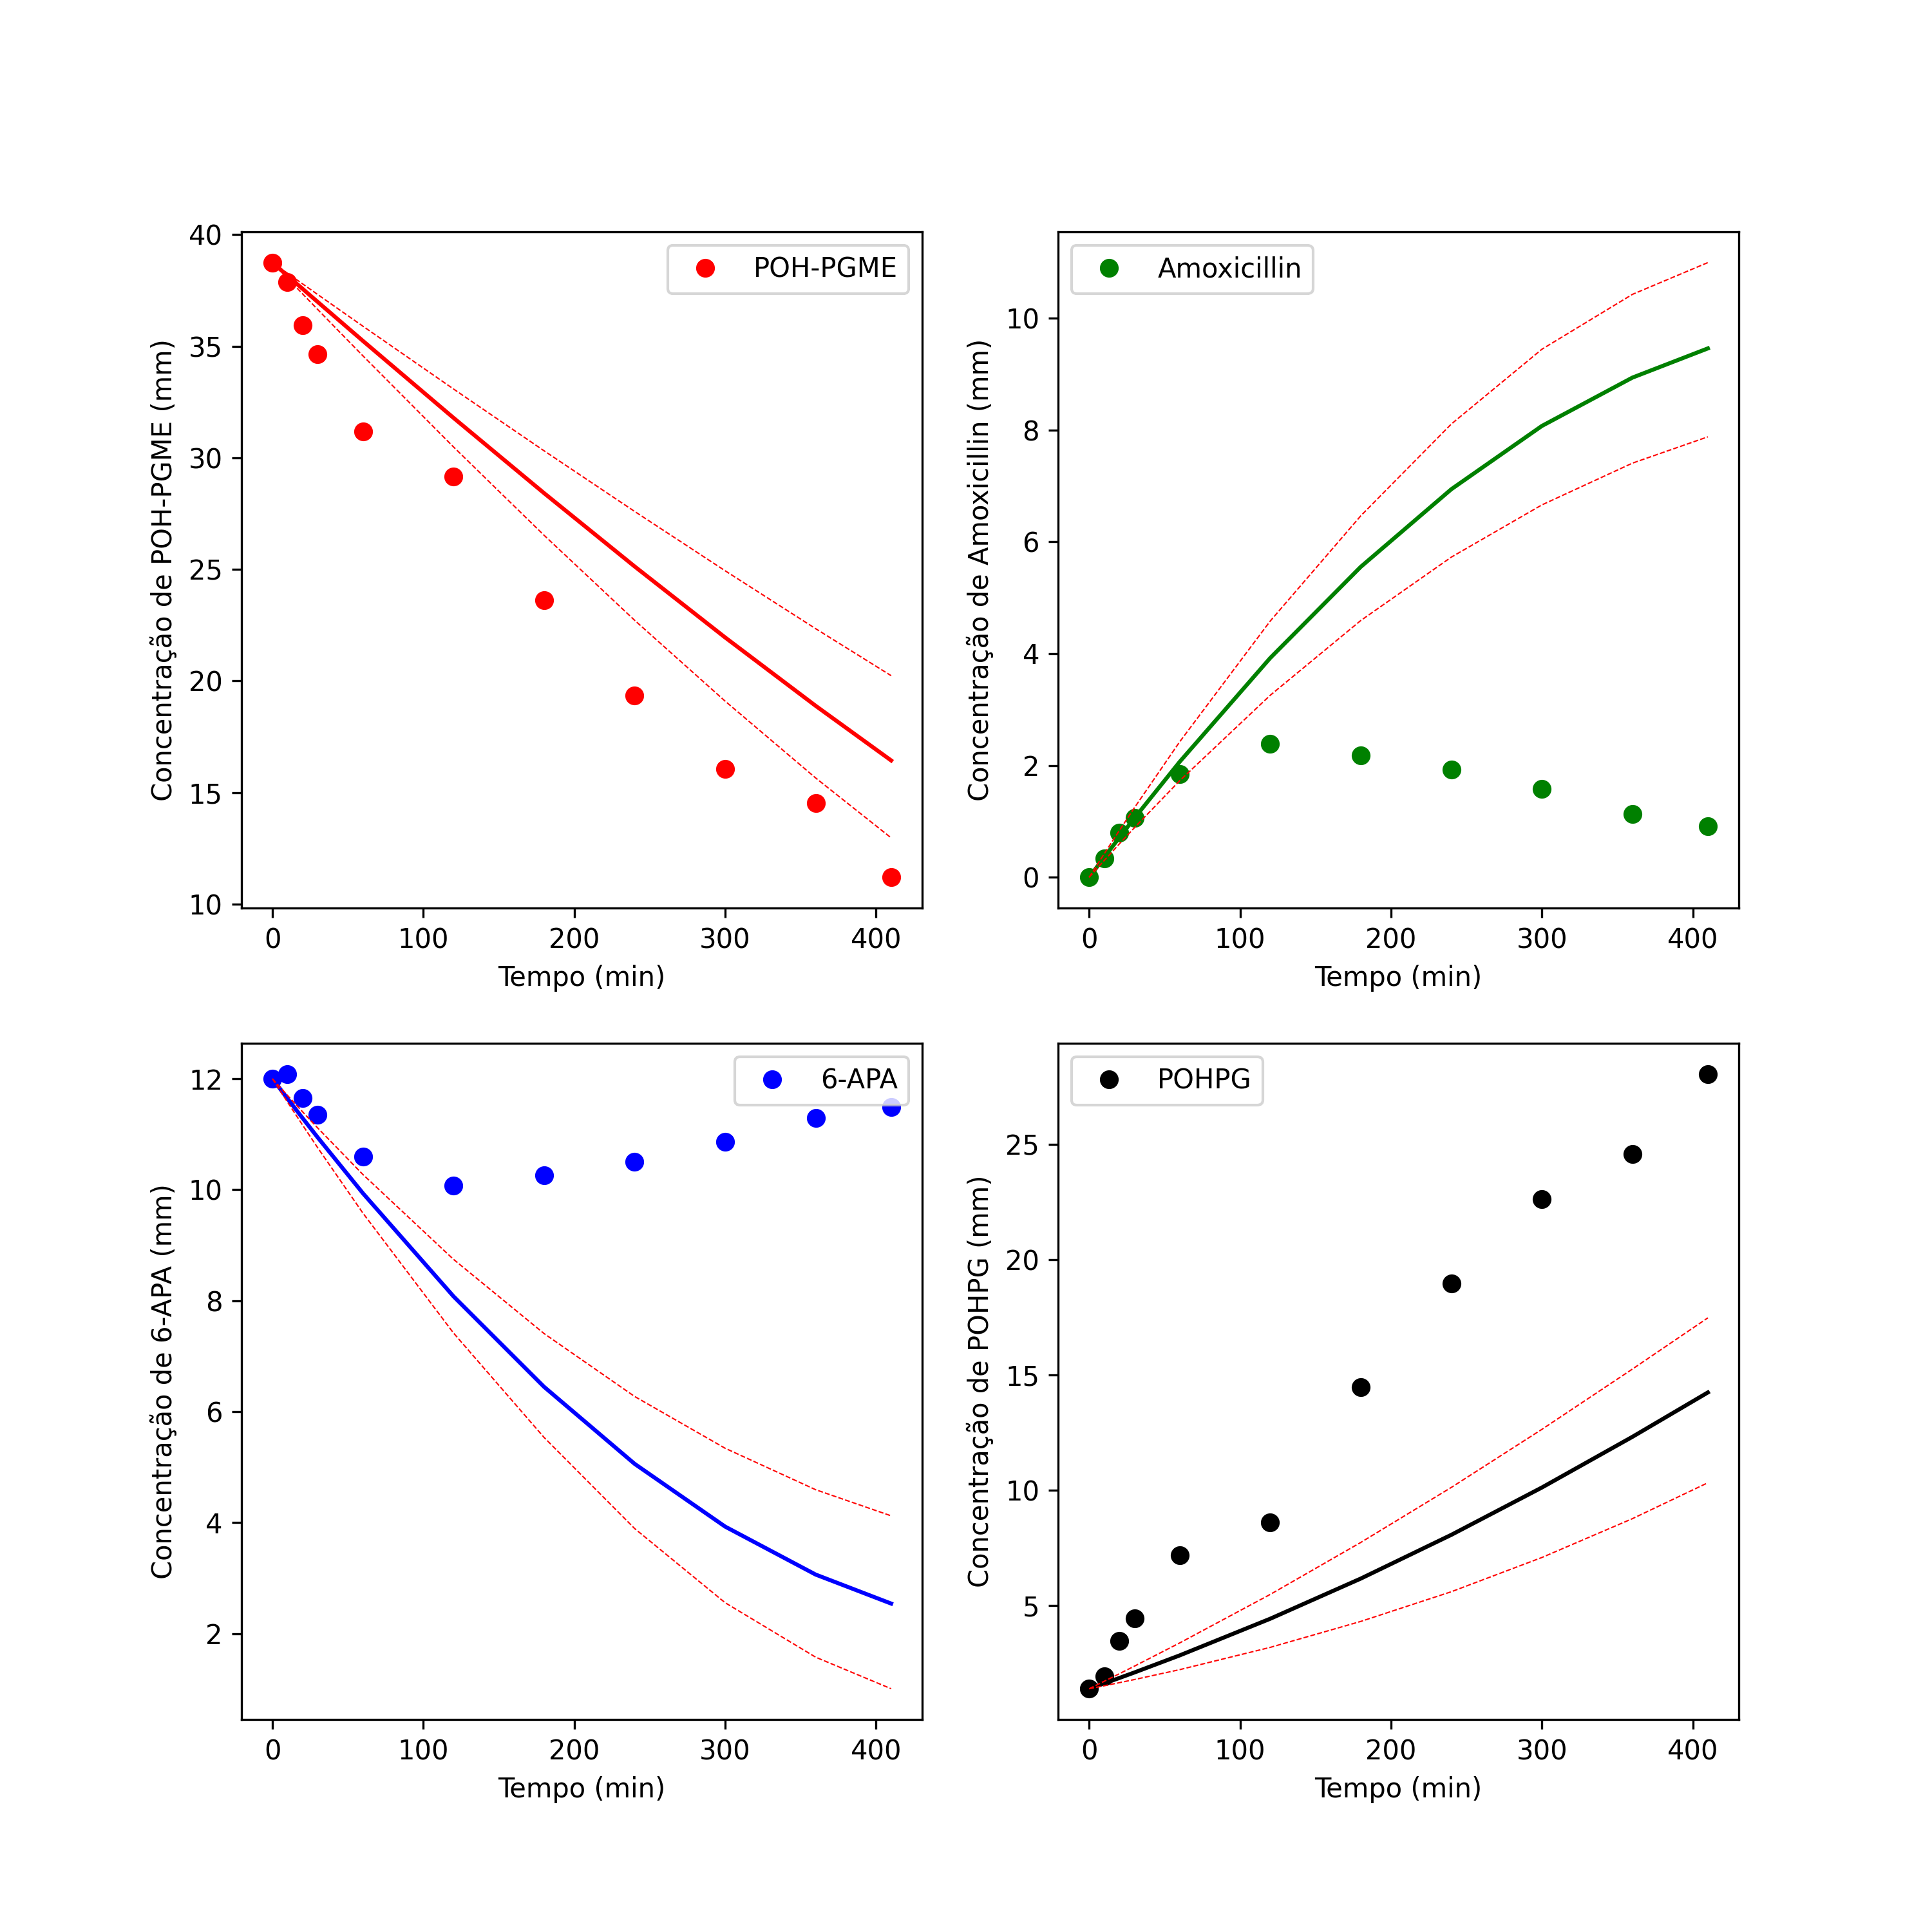 40
35
30
25
20
15
10
Concentração de POH-PGME (mm)
POH-PGME
0 100 200 300 400
Tempo (min)
10
8
6
4
2
0
Concentração de Amoxicillin (mm)
Amoxicillin
0 100 200 300 400
Tempo (min)
12
10
8
6
4
2
Concentração de 6-APA (mm)
6-APA
0 100 200 300 400
Tempo (min)
25
20
15
10
5
Concentração de POHPG (mm)
POHPG
0 100 200 300 400
Tempo (min)